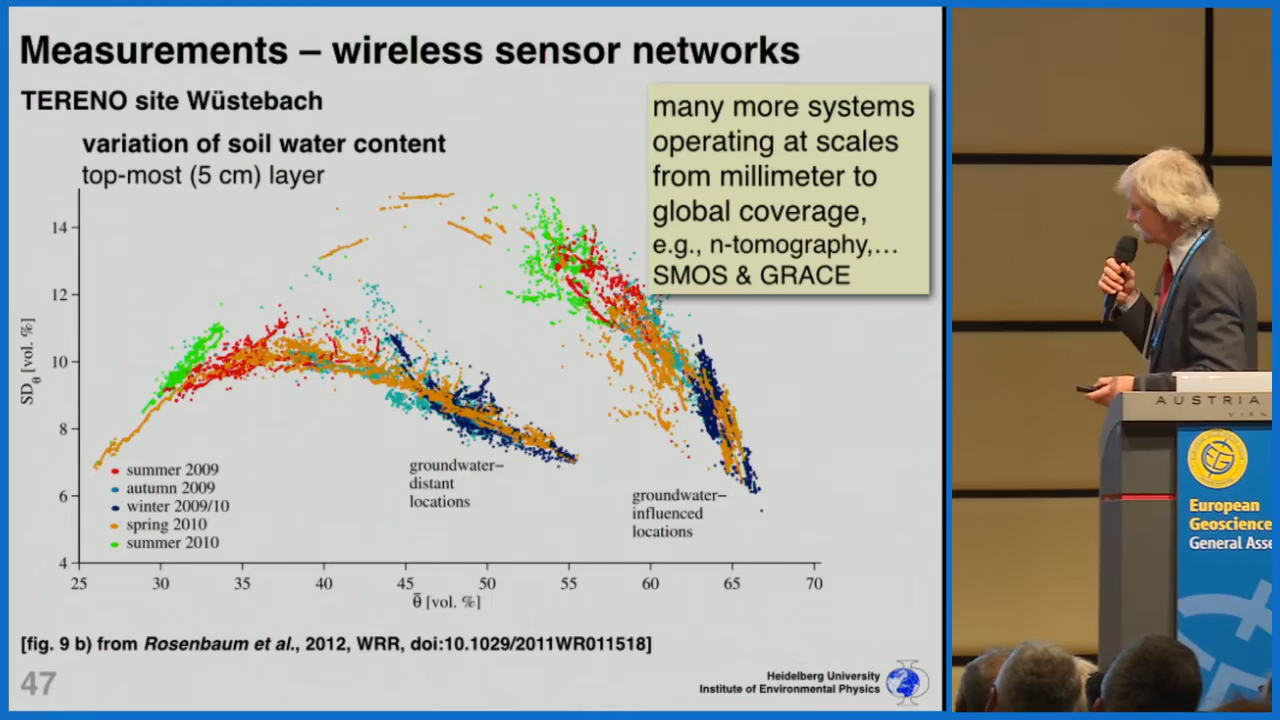 Measurements – wireless sensor networks
TERENO site Wüstebach
variation of soil water content
top-most (5 cm) layer
many more systems
operating at scales
from millimeter to
global coverage,
e.g., n-tomography,…
SMOS & GRACE
14
12
10
8
6
4
SDθ [vol. %]
summer 2009
autumn 2009
winter 2009/10
spring 2010
summer 2010
groundwater–
distant
locations
groundwater–
influenced
locations
25 30 35 40 45 50 55 60 65 70
θ̄ [vol. %]
[fig. 9 b) from Rosenbaum et al., 2012, WRR, doi:10.1029/2011WR011518]
47
Heidelberg University
Institute of Environmental Physics
AUSTRIA
European
Geoscience
General Asse